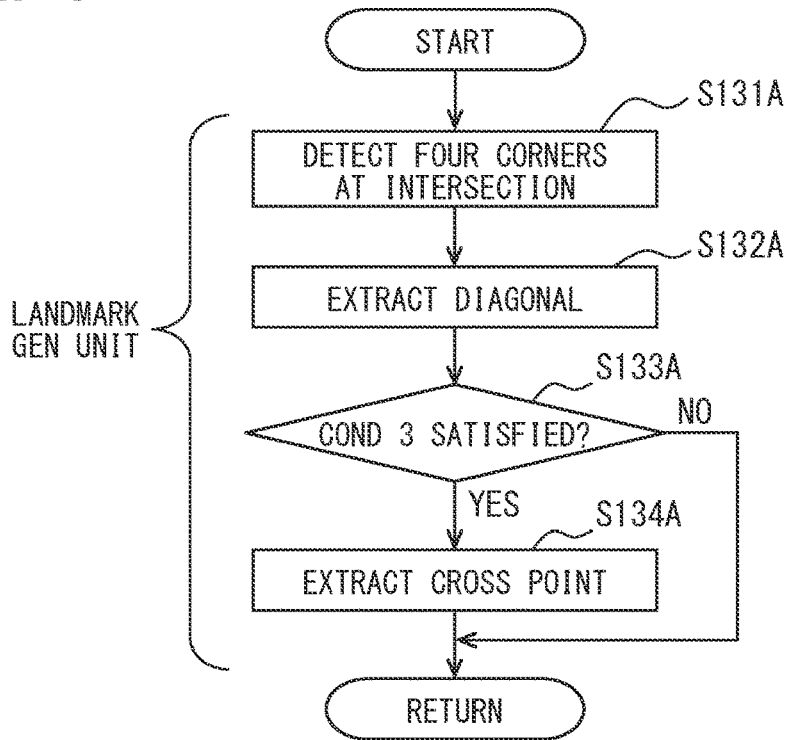 START
S131A
DETECT FOUR CORNERS
AT INTERSECTION
S132A
EXTRACT DIAGONAL
LANDMARK
GEN UNIT
S133A
COND 3 SATISFIED?
NO
YES
S134A
EXTRACT CROSS POINT
RETURN